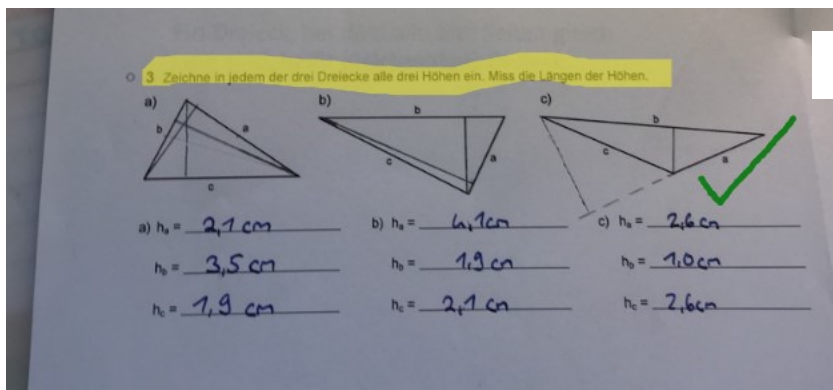 3 Zeichne in jedem der drei Dreiecke alle drei Höhen ein. Miss die Längen der Höhen.
a) b) c)
b a c
b c a
b c a
a) hₐ = 2,1 cm b) hₐ = 4,1 cm c) hₐ = 2,6 cm
h_b = 3,5 cm h_b = 1,9 cm h_b = 1,0 cm
h_c = 1,9 cm h_c = 2,1 cm h_c = 2,6 cm